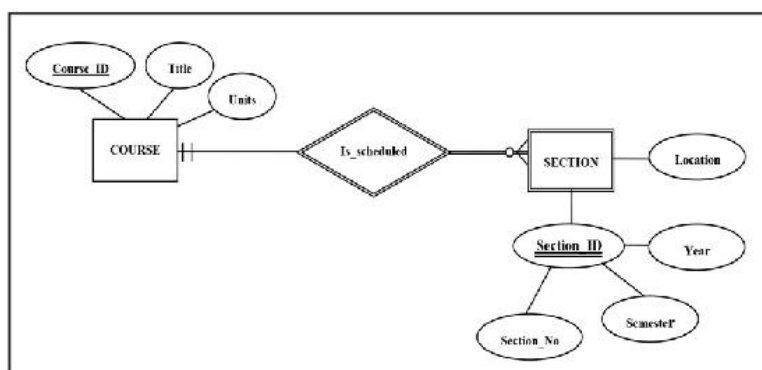 Course_ID
Title
Units
COURSE
Is_scheduled
SECTION
Location
Section_ID
Year
Semester
Section_No